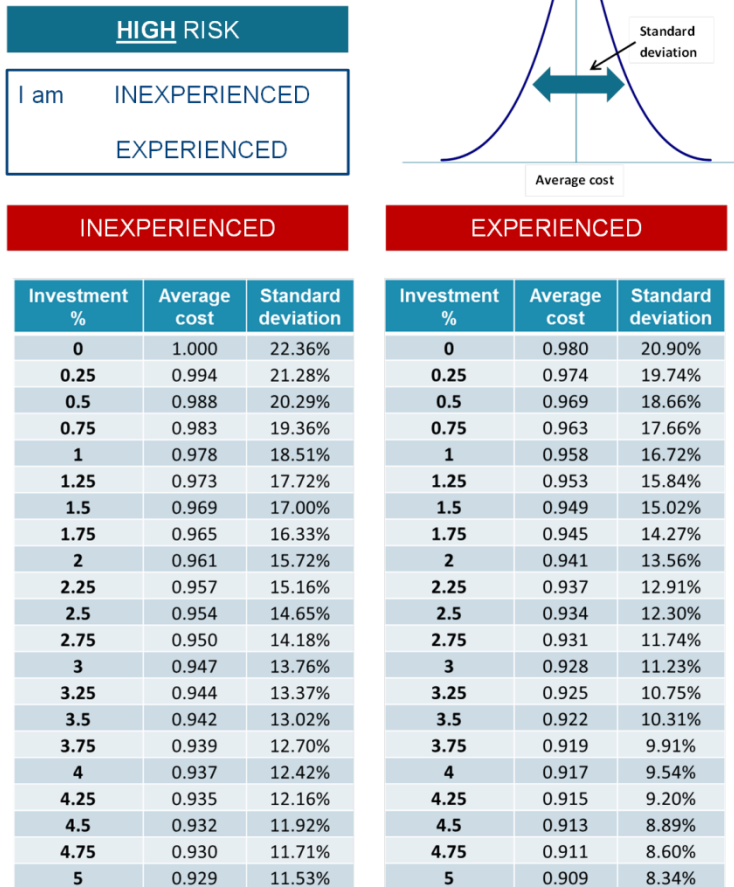 HIGH RISK
I am INEXPERIENCED
EXPERIENCED
Standard
deviation
Average cost
INEXPERIENCED
Investment % Average cost Standard deviation
0 1.000 22.36%
0.25 0.994 21.28%
0.5 0.988 20.29%
0.75 0.983 19.36%
1 0.978 18.51%
1.25 0.973 17.72%
1.5 0.969 17.00%
1.75 0.965 16.33%
2 0.961 15.72%
2.25 0.957 15.16%
2.5 0.954 14.65%
2.75 0.950 14.18%
3 0.947 13.76%
3.25 0.944 13.37%
3.5 0.942 13.02%
3.75 0.939 12.70%
4 0.937 12.42%
4.25 0.935 12.16%
4.5 0.932 11.92%
4.75 0.930 11.71%
5 0.929 11.53%
EXPERIENCED
Investment % Average cost Standard deviation
0 0.980 20.90%
0.25 0.974 19.74%
0.5 0.969 18.66%
0.75 0.963 17.66%
1 0.958 16.72%
1.25 0.953 15.84%
1.5 0.949 15.02%
1.75 0.945 14.27%
2 0.941 13.56%
2.25 0.937 12.91%
2.5 0.934 12.30%
2.75 0.931 11.74%
3 0.928 11.23%
3.25 0.925 10.75%
3.5 0.922 10.31%
3.75 0.919 9.91%
4 0.917 9.54%
4.25 0.915 9.20%
4.5 0.913 8.89%
4.75 0.911 8.60%
5 0.909 8.34%